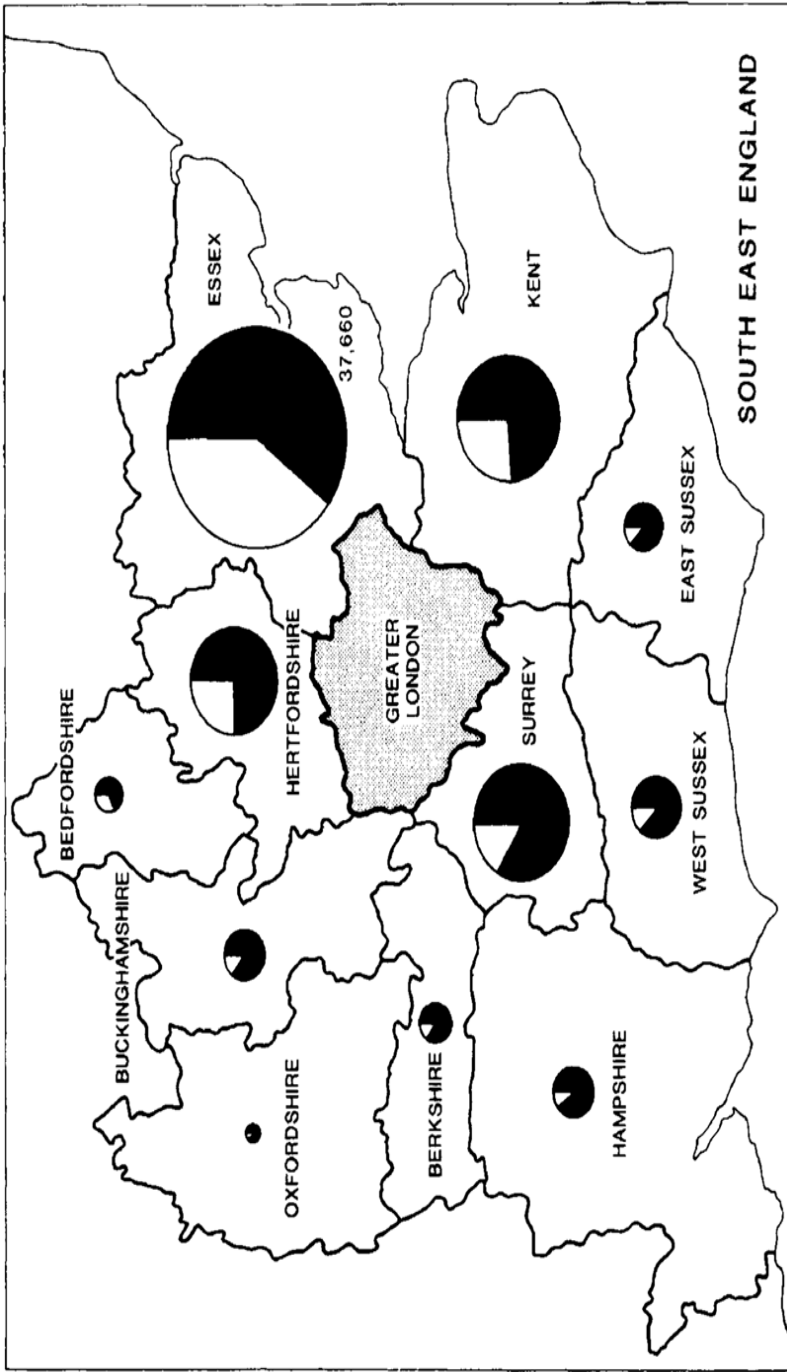 BEDFORDSHIRE
BUCKINGHAMSHIRE
OXFORDSHIRE
HERTFORDSHIRE
ESSEX
37,660
GREATER
LONDON
BERKSHIRE
SURREY
KENT
HAMPSHIRE
WEST SUSSEX
EAST SUSSEX
SOUTH EAST ENGLAND